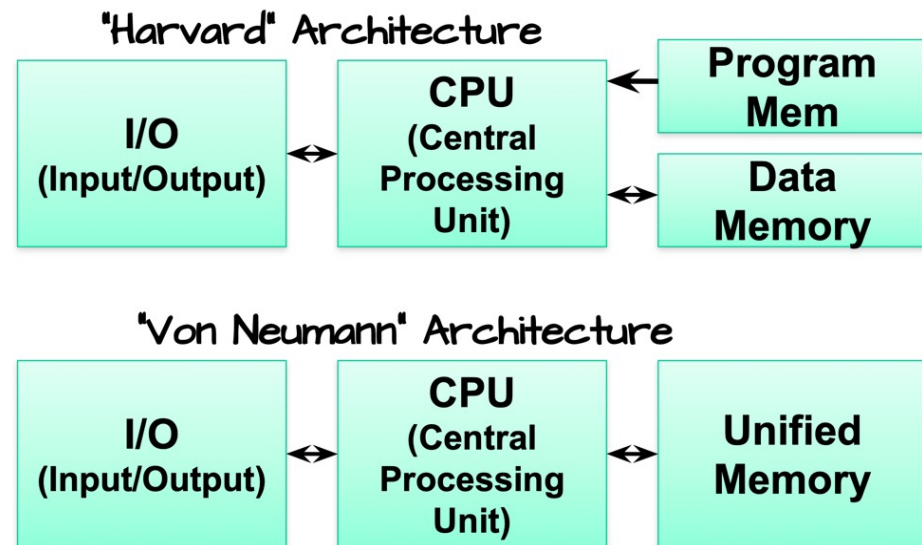 "Harvard" Architecture
I/O
(Input/Output)
CPU
(Central
Processing
Unit)
Program
Mem
Data
Memory
"Von Neumann" Architecture
I/O
(Input/Output)
CPU
(Central
Processing
Unit)
Unified
Memory